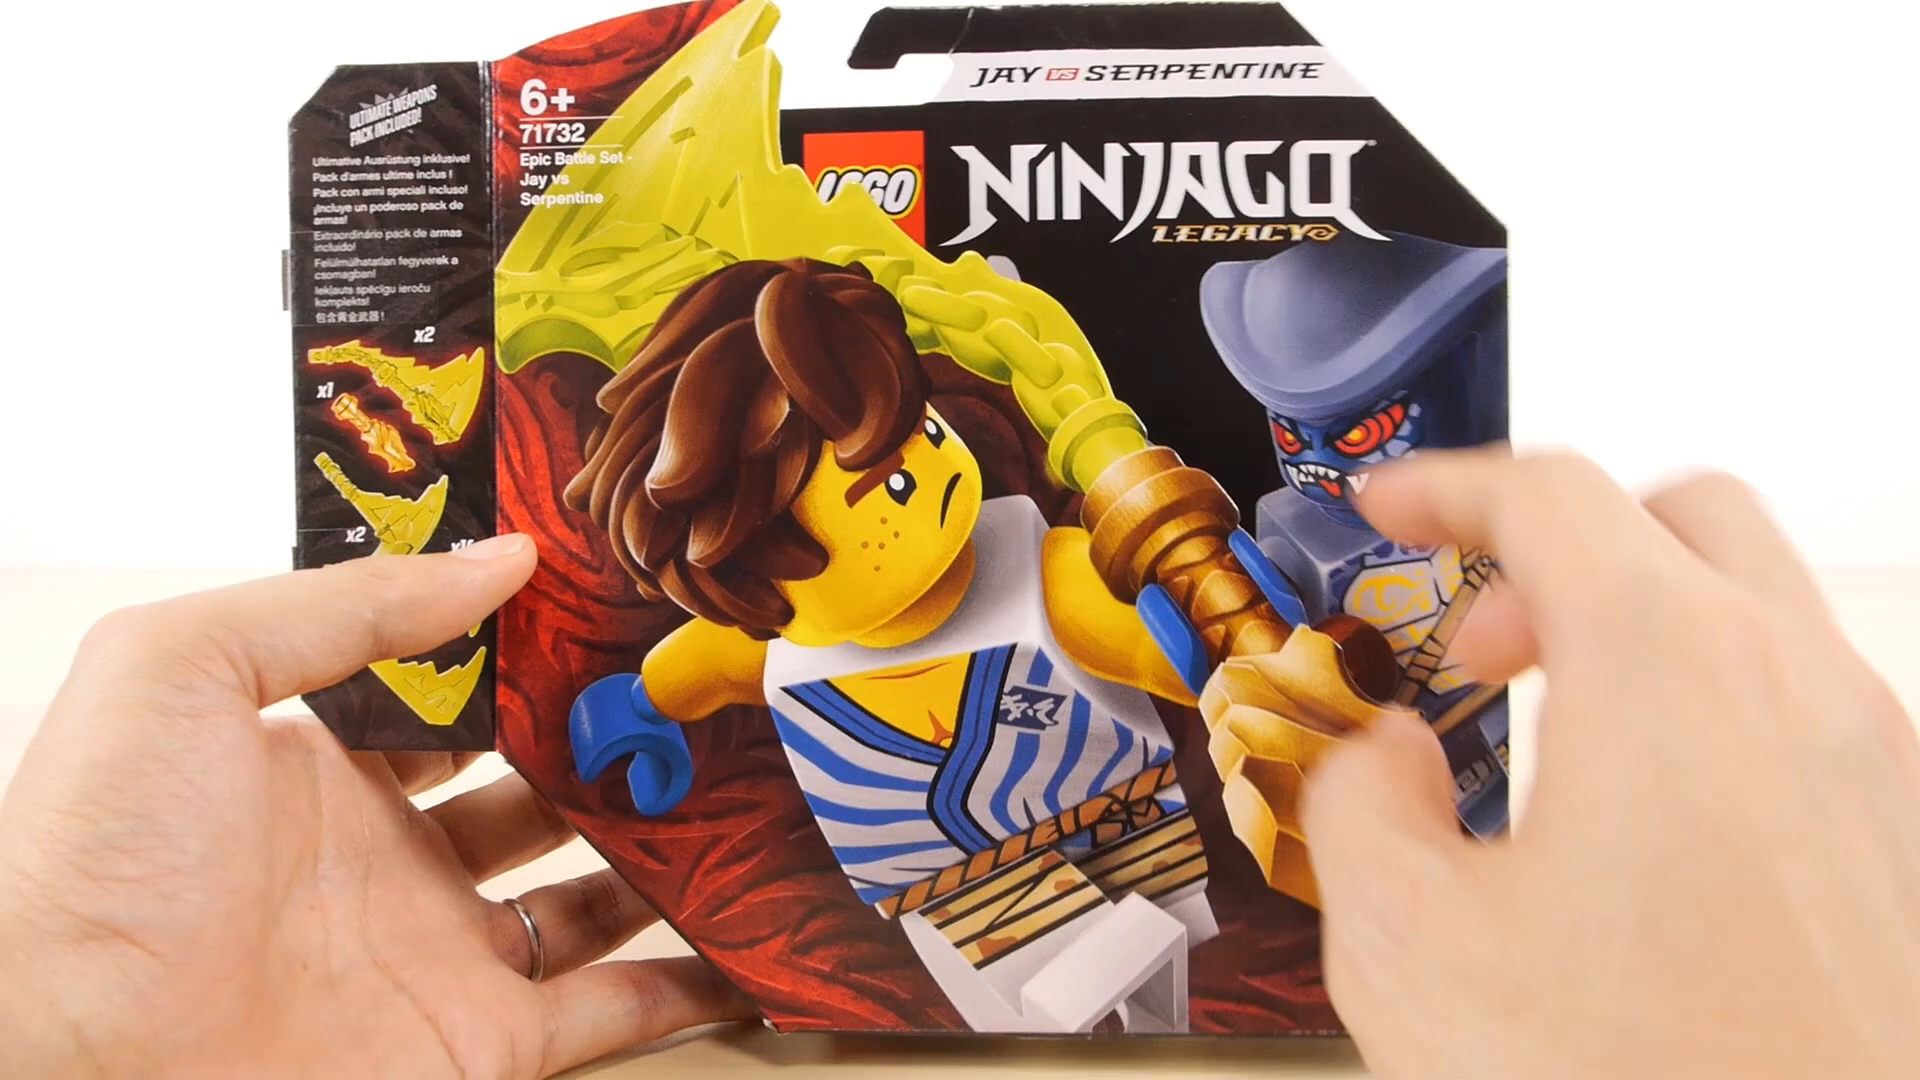 JAY VS SERPENTINE
ULTIMATE WEAPONS
PACK INCLUDED!
Ultimative Ausrüstung inklusive!
Pack d'armes ultime inclus !
Pack con armi speciali incluso!
¡Incluye un poderoso pack de
armas!
Extraordinário pack de armas
incluído!
Felülmúlhatatlan fegyverek a
csomagban!
Iekļauts spēcīgu ieroču
komplekts!
包含黄金武器!
x2
x1
x2
6+
71732
Epic Battle Set -
Jay vs
Serpentine
LEGO
NINJAGO
LEGACY